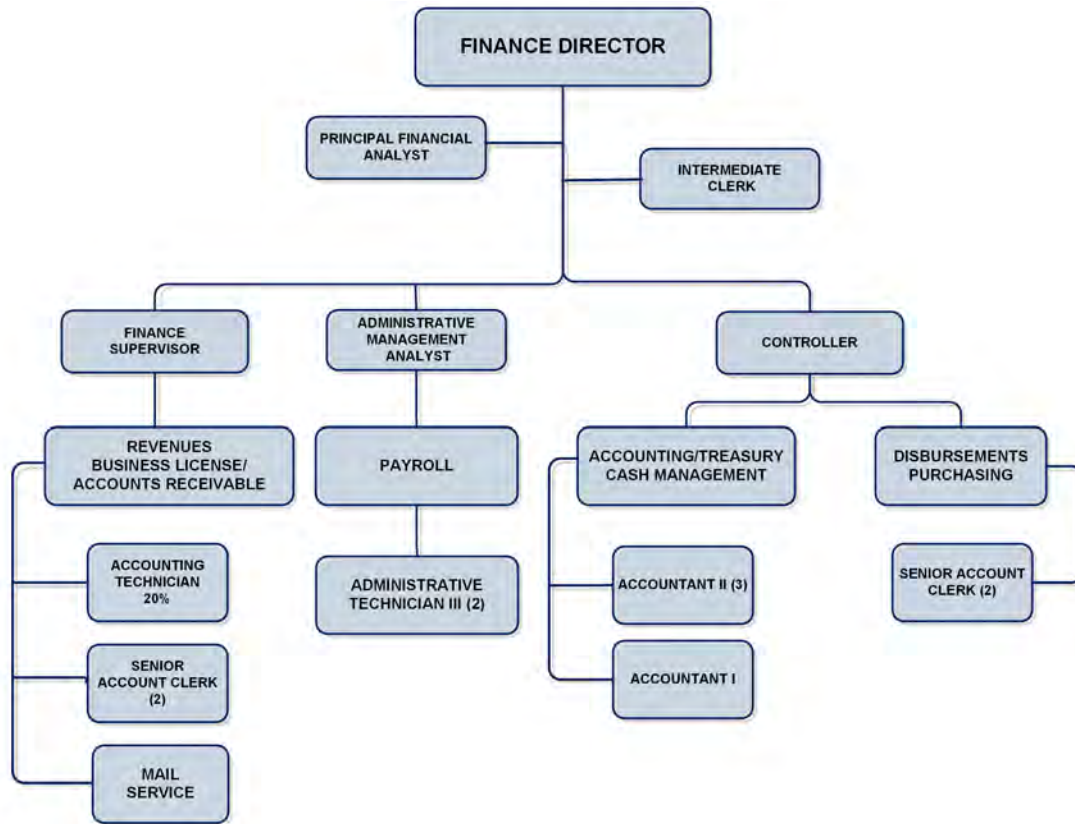 FINANCE DIRECTOR
PRINCIPAL FINANCIAL
ANALYST
INTERMEDIATE
CLERK
FINANCE
SUPERVISOR
ADMINISTRATIVE
MANAGEMENT
ANALYST
CONTROLLER
REVENUES
BUSINESS LICENSE/
ACCOUNTS RECEIVABLE
PAYROLL
ACCOUNTING/TREASURY
CASH MANAGEMENT
DISBURSEMENTS
PURCHASING
ACCOUNTING
TECHNICIAN
20%
ADMINISTRATIVE
TECHNICIAN III (2)
ACCOUNTANT II (3)
SENIOR ACCOUNT
CLERK (2)
SENIOR
ACCOUNT CLERK
(2)
ACCOUNTANT I
MAIL
SERVICE